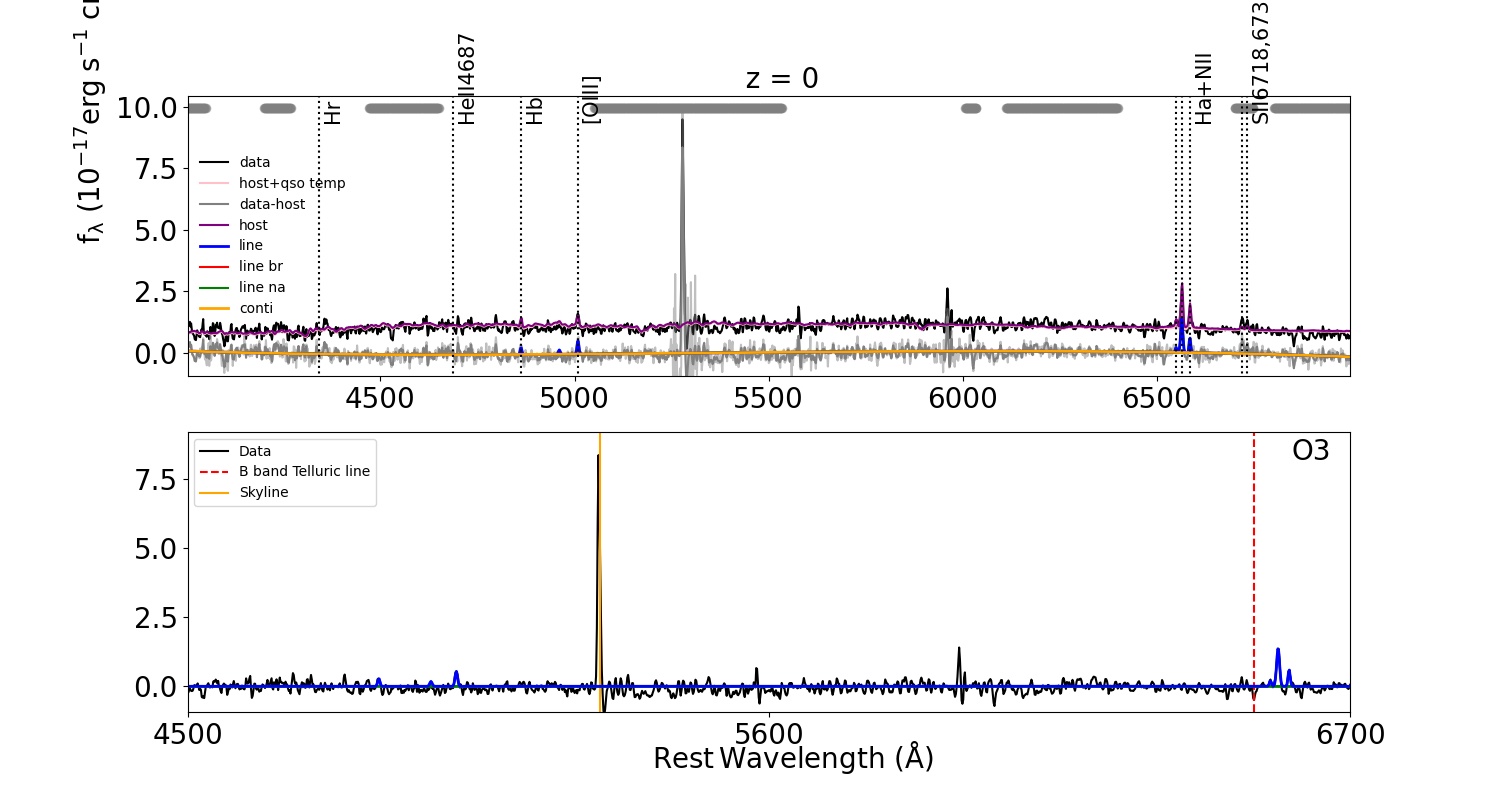 z = 0
f_λ (10^−17 erg s^−1 c
Hr
HeII4687
Hb
[OIII]
Ha+NII
SII6718,673
10.0
7.5
5.0
2.5
0.0
data
host+qso temp
data-host
host
line
line br
line na
conti
4500
5000
5500
6000
6500
Data
B band Telluric line
Skyline
O3
7.5
5.0
2.5
0.0
4500
5600
6700
Rest Wavelength (Å)